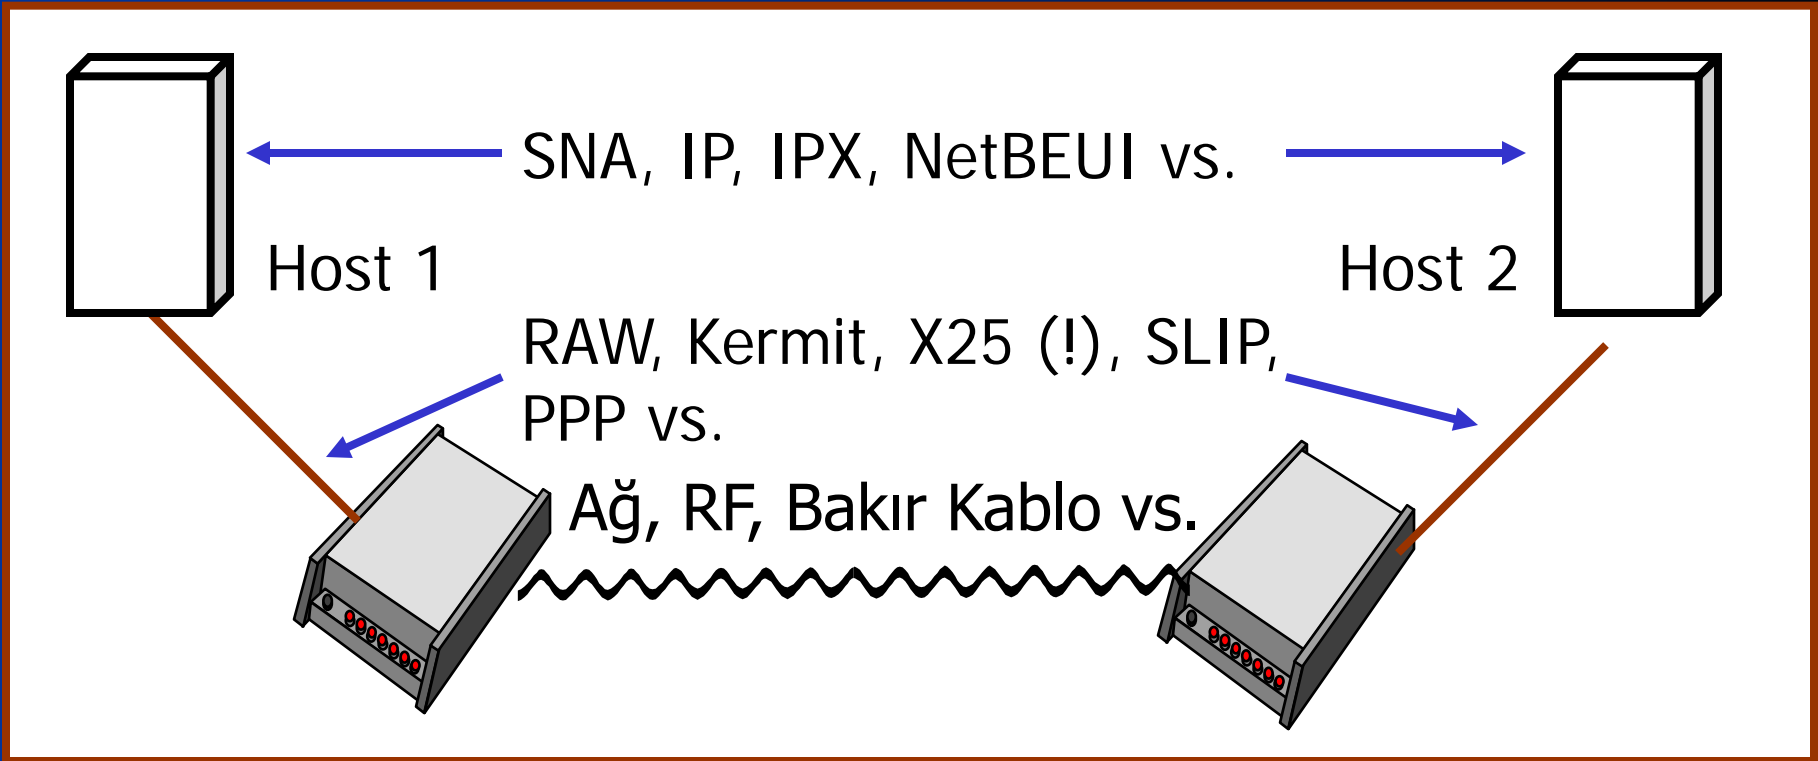 SNA, IP, IPX, NetBEUI vs.
Host 1
Host 2
RAW, Kermit, X25 (!), SLIP,
PPP vs.
Ağ, RF, Bakır Kablo vs.